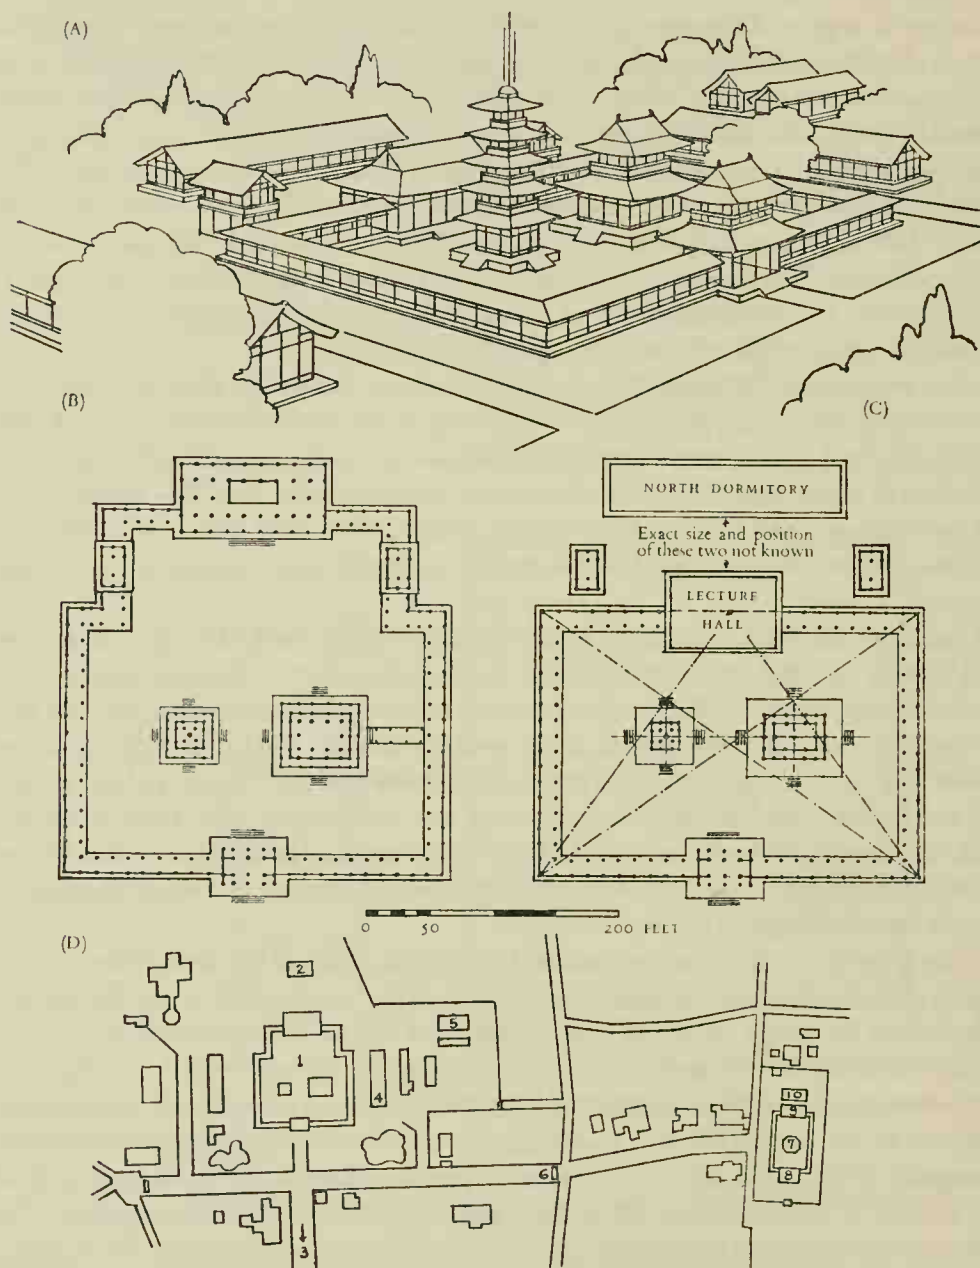 (A)
(B)
(C)
NORTH DORMITORY
Exact size and position
of these two not known
LECTURE
HALL
0 50 200 FEET
(D)
2
5
1
4
10
9
7
6
8
3